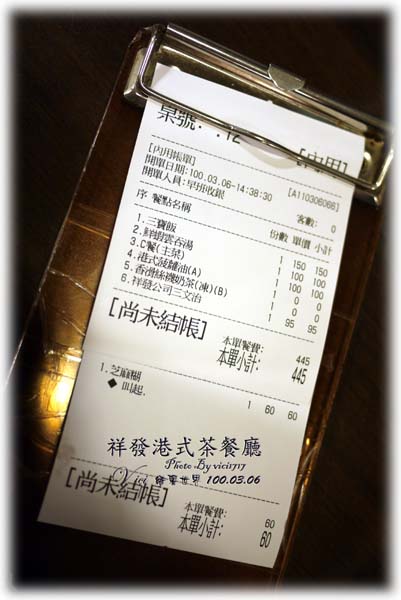 桌號: :12 [內用]
[內用帳單] [A110306066]
開單日期:100.03.06-14:38:30
開單人員:早班收銀 客數: 0
序 餐點名稱 份數 單價 小計
1.三寶飯 1 150 150
2.鮮蝦雲吞湯 1 100 100
3.C餐(主菜) 1 100 100
4.港式菠蘿油(A) 1 0 0
5.香滑絲襪奶茶(凍)(B) 1 0 0
6.祥發公司三文治 1 95 95
[尚未結帳] 本單餐費: 445
本單小計: 445
1.芝麻糊 1 60 60
◆ 叫起.
祥發港式茶餐廳
Photo By vici1717
100.03.06
[尚未結帳] 本單餐費: 60
本單小計: 60